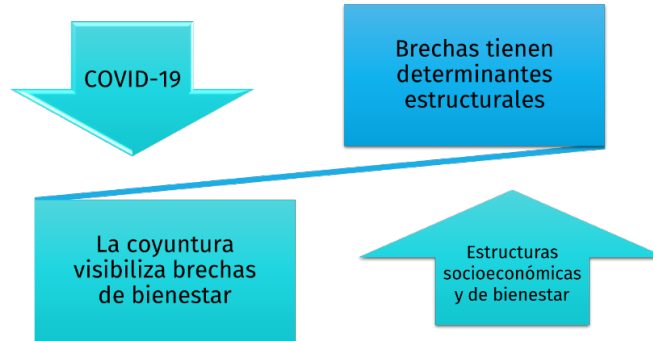 COVID-19
Brechas tienen
determinantes
estructurales
La coyuntura
visibiliza brechas
de bienestar
Estructuras
socioeconómicas
y de bienestar